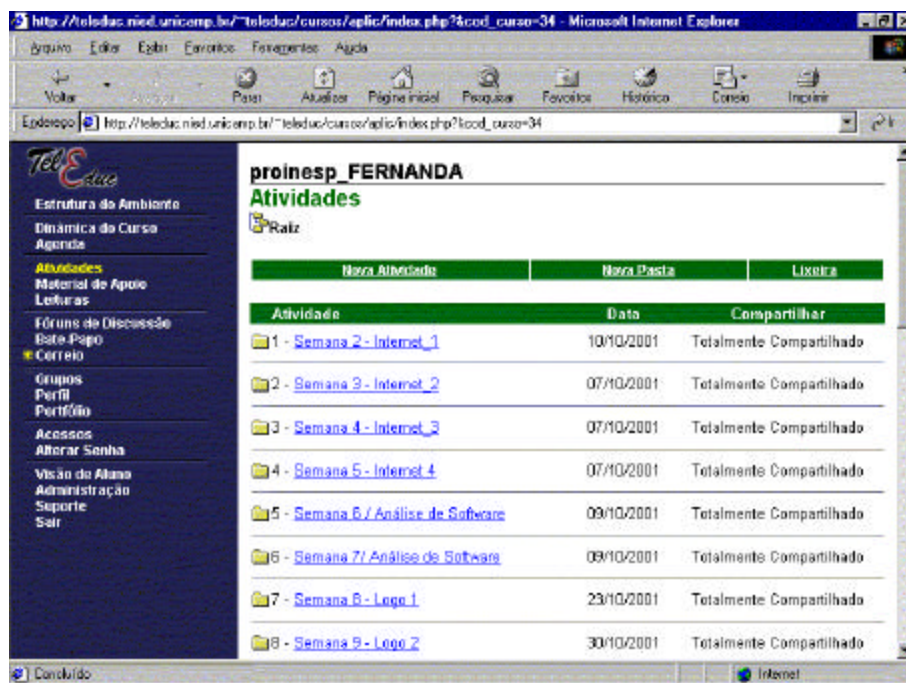 http://teleduc.nied.unicamp.br/~teleduc/cursos/aplic/index.php?&cod_curso=34 - Microsoft Internet Explorer
Arquivo Editar Exibir Favoritos Ferramentas Ajuda
Voltar Parar Atualizar Página inicial Pesquisar Favoritos Histórico Correio Imprimir
Endereço http://teleduc.nied.unicamp.br/~teleduc/cursos/aplic/index.php?&cod_curso=34
TelEduc
Estrutura do Ambiente
Dinâmica do Curso
Agenda
Atividades
Material de Apoio
Leituras
Fóruns de Discussão
Bate-Papo
Correio
Grupos
Perfil
Portfólio
Acessos
Alterar Senha
Visão do Aluno
Administração
Suporte
Sair
proinesp_FERNANDA
Atividades
Raiz
Nova Atividade Nova Pasta Lixeira
Atividade Data Compartilhar
1 - Semana 2 - Internet_1 10/10/2001 Totalmente Compartilhado
2 - Semana 3 - Internet_2 07/10/2001 Totalmente Compartilhado
3 - Semana 4 - Internet_3 07/10/2001 Totalmente Compartilhado
4 - Semana 5 - Internet 4 07/10/2001 Totalmente Compartilhado
5 - Semana 6 / Análise de Software 09/10/2001 Totalmente Compartilhado
6 - Semana 7/ Análise de Software 09/10/2001 Totalmente Compartilhado
7 - Semana 8 - Logo 1 23/10/2001 Totalmente Compartilhado
8 - Semana 9 - Logo 2 30/10/2001 Totalmente Compartilhado
Concluído Internet